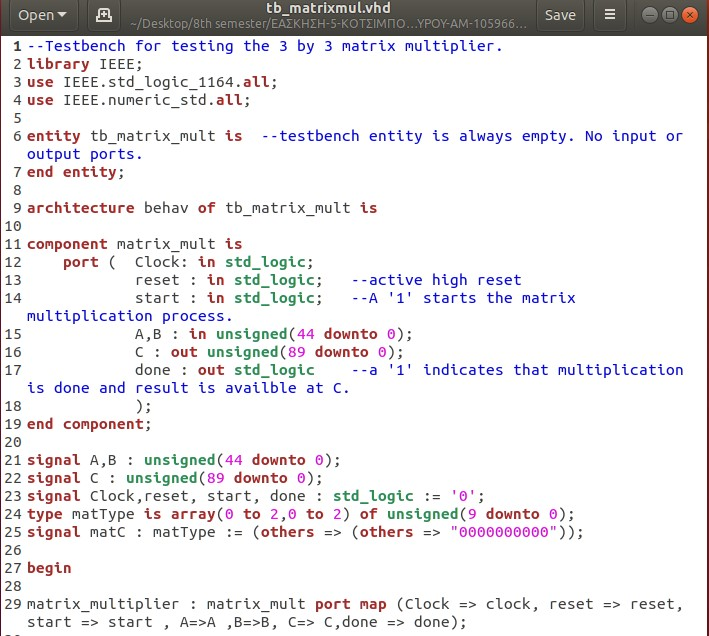 Open
tb_matrixmul.vhd
~/Desktop/8th semester/ΕΑΣΚΗΣΗ-5-ΚΟΤΣΙΜΠΟ...ΥΡΟΥ-ΑΜ-105966...
Save
1 --Testbench for testing the 3 by 3 matrix multiplier.
2 library IEEE;
3 use IEEE.std_logic_1164.all;
4 use IEEE.numeric_std.all;
5
6 entity tb_matrix_mult is  --testbench entity is always empty. No input or
output ports.
7 end entity;
8
9 architecture behav of tb_matrix_mult is
10
11 component matrix_mult is
12     port (  Clock: in std_logic;
13             reset : in std_logic;   --active high reset
14             start : in std_logic;   --A '1' starts the matrix
multiplication process.
15             A,B : in unsigned(44 downto 0);
16             C : out unsigned(89 downto 0);
17             done : out std_logic    --a '1' indicates that multiplication
is done and result is availble at C.
18             );
19 end component;
20
21 signal A,B : unsigned(44 downto 0);
22 signal C : unsigned(89 downto 0);
23 signal Clock,reset, start, done : std_logic := '0';
24 type matType is array(0 to 2,0 to 2) of unsigned(9 downto 0);
25 signal matC : matType := (others => (others => "0000000000"));
26
27 begin
28
29 matrix_multiplier : matrix_mult port map (Clock => clock, reset => reset,
start => start , A=>A ,B=>B, C=> C,done => done);